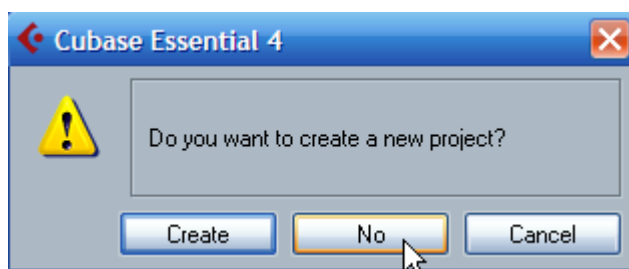 Cubase Essential 4
Do you want to create a new project?
Create No Cancel